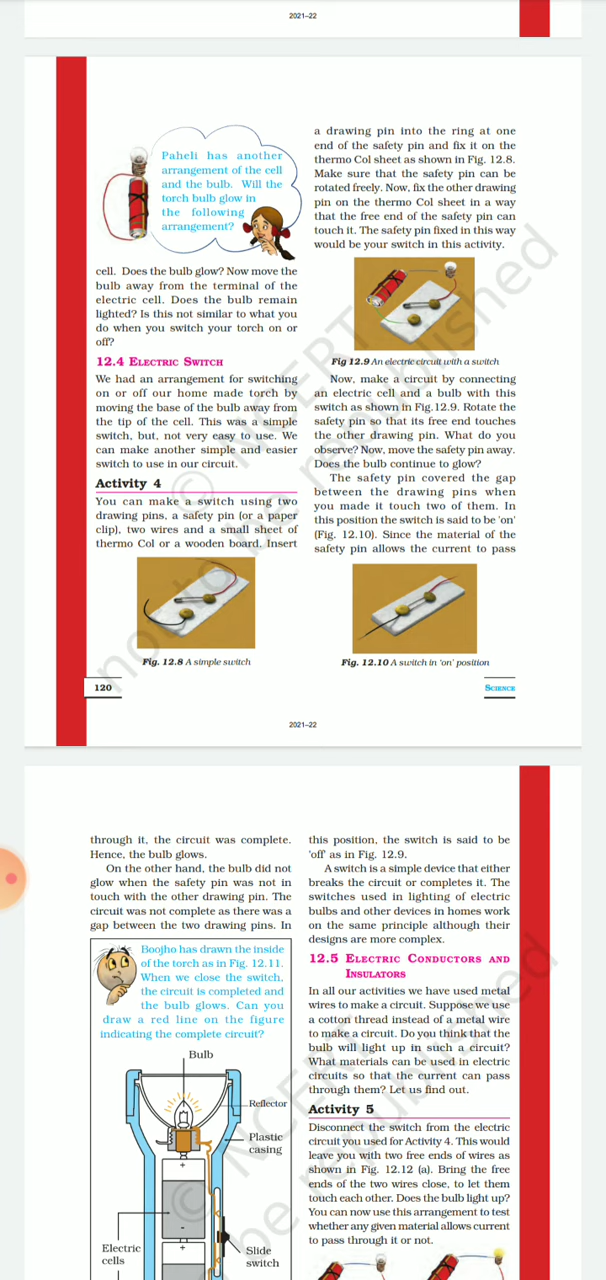 2021–22
Paheli has another
arrangement of the cell
and the bulb. Will the
torch bulb glow in
the following
arrangement?
cell. Does the bulb glow? Now move the
bulb away from the terminal of the
electric cell. Does the bulb remain
lighted? Is this not similar to what you
do when you switch your torch on or
off?
12.4 ELECTRIC SWITCH
We had an arrangement for switching
on or off our home made torch by
moving the base of the bulb away from
the tip of the cell. This was a simple
switch, but, not very easy to use. We
can make another simple and easier
switch to use in our circuit.
Activity 4
You can make a switch using two
drawing pins, a safety pin (or a paper
clip), two wires and a small sheet of
thermo Col or a wooden board. Insert
Fig. 12.8 A simple switch
a drawing pin into the ring at one
end of the safety pin and fix it on the
thermo Col sheet as shown in Fig. 12.8.
Make sure that the safety pin can be
rotated freely. Now, fix the other drawing
pin on the thermo Col sheet in a way
that the free end of the safety pin can
touch it. The safety pin fixed in this way
would be your switch in this activity.
Fig 12.9 An electric circuit with a switch
Now, make a circuit by connecting
an electric cell and a bulb with this
switch as shown in Fig.12.9. Rotate the
safety pin so that its free end touches
the other drawing pin. What do you
observe? Now, move the safety pin away.
Does the bulb continue to glow?
The safety pin covered the gap
between the drawing pins when
you made it touch two of them. In
this position the switch is said to be 'on'
(Fig. 12.10). Since the material of the
safety pin allows the current to pass
Fig. 12.10 A switch in 'on' position
120
SCIENCE
© NCERT
not to be republished
2021–22
through it, the circuit was complete.
Hence, the bulb glows.
On the other hand, the bulb did not
glow when the safety pin was not in
touch with the other drawing pin. The
circuit was not complete as there was a
gap between the two drawing pins. In
Boojho has drawn the inside
of the torch as in Fig. 12.11.
When we close the switch,
the circuit is completed and
the bulb glows. Can you
draw a red line on the figure
indicating the complete circuit?
Bulb
Reflector
Plastic
casing
+
-
+
Electric
cells
Slide
switch
this position, the switch is said to be
'off' as in Fig. 12.9.
A switch is a simple device that either
breaks the circuit or completes it. The
switches used in lighting of electric
bulbs and other devices in homes work
on the same principle although their
designs are more complex.
12.5 ELECTRIC CONDUCTORS AND
INSULATORS
In all our activities we have used metal
wires to make a circuit. Suppose we use
a cotton thread instead of a metal wire
to make a circuit. Do you think that the
bulb will light up in such a circuit?
What materials can be used in electric
circuits so that the current can pass
through them? Let us find out.
Activity 5
Disconnect the switch from the electric
circuit you used for Activity 4. This would
leave you with two free ends of wires as
shown in Fig. 12.12 (a). Bring the free
ends of the two wires close, to let them
touch each other. Does the bulb light up?
You can now use this arrangement to test
whether any given material allows current
to pass through it or not.
© NCERT
be republished